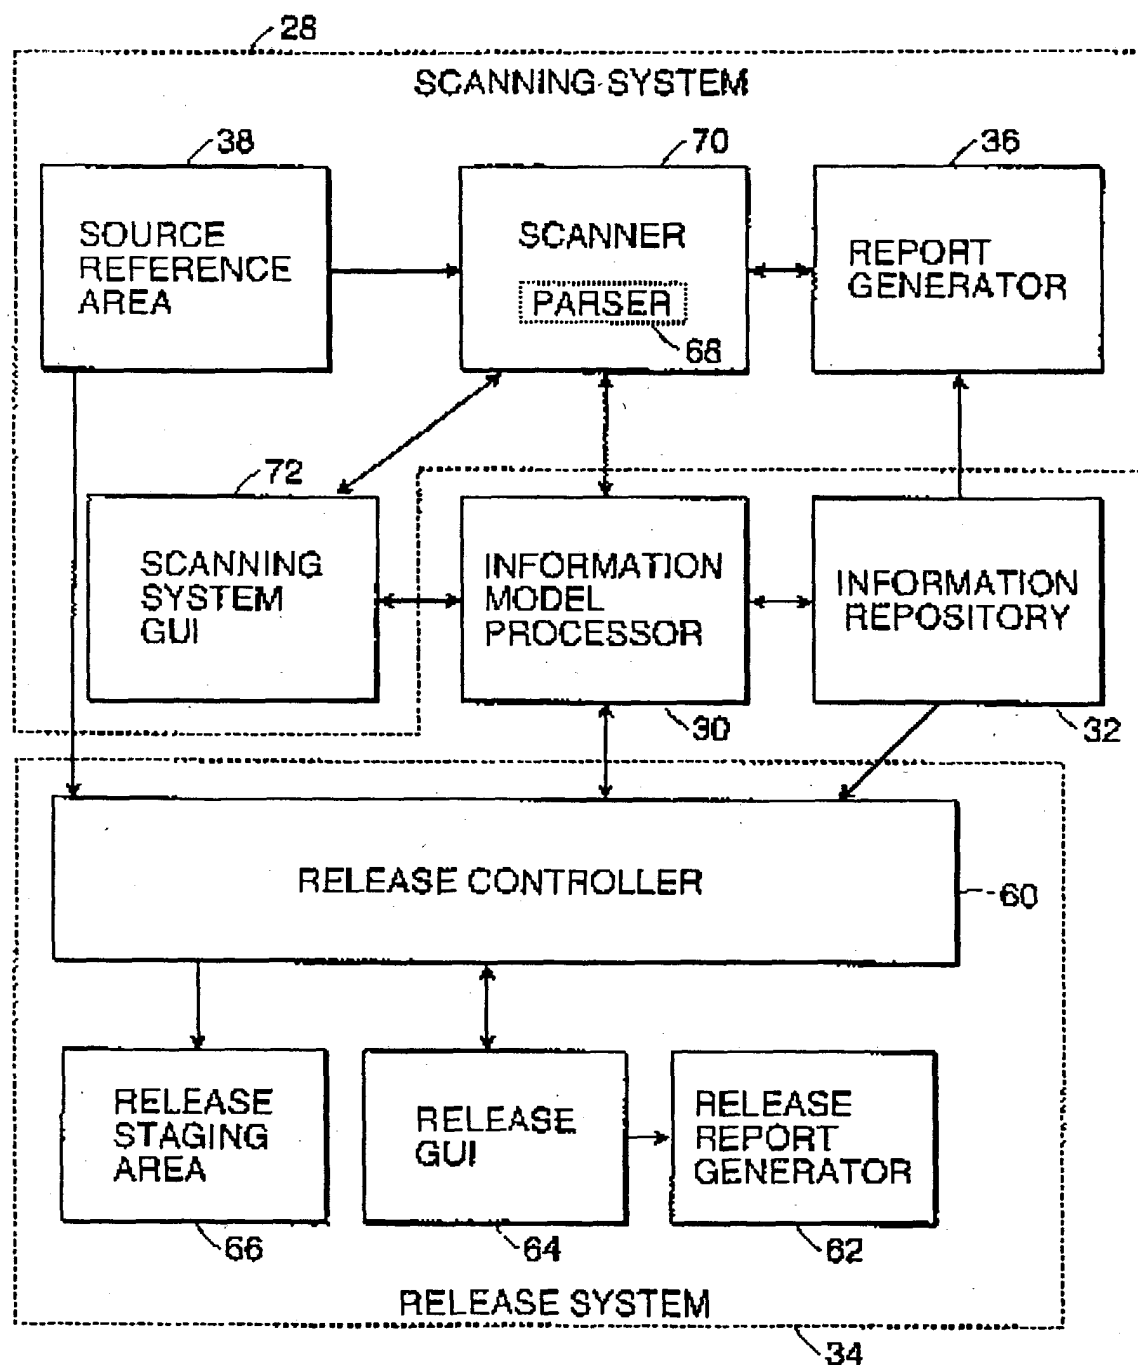 28
SCANNING SYSTEM
38
70
36
SOURCE
REFERENCE
AREA
SCANNER
PARSER
68
REPORT
GENERATOR
72
SCANNING
SYSTEM
GUI
INFORMATION
MODEL
PROCESSOR
30
INFORMATION
REPOSITORY
32
RELEASE CONTROLLER
60
RELEASE
STAGING
AREA
66
RELEASE
GUI
64
RELEASE
REPORT
GENERATOR
62
RELEASE SYSTEM
34